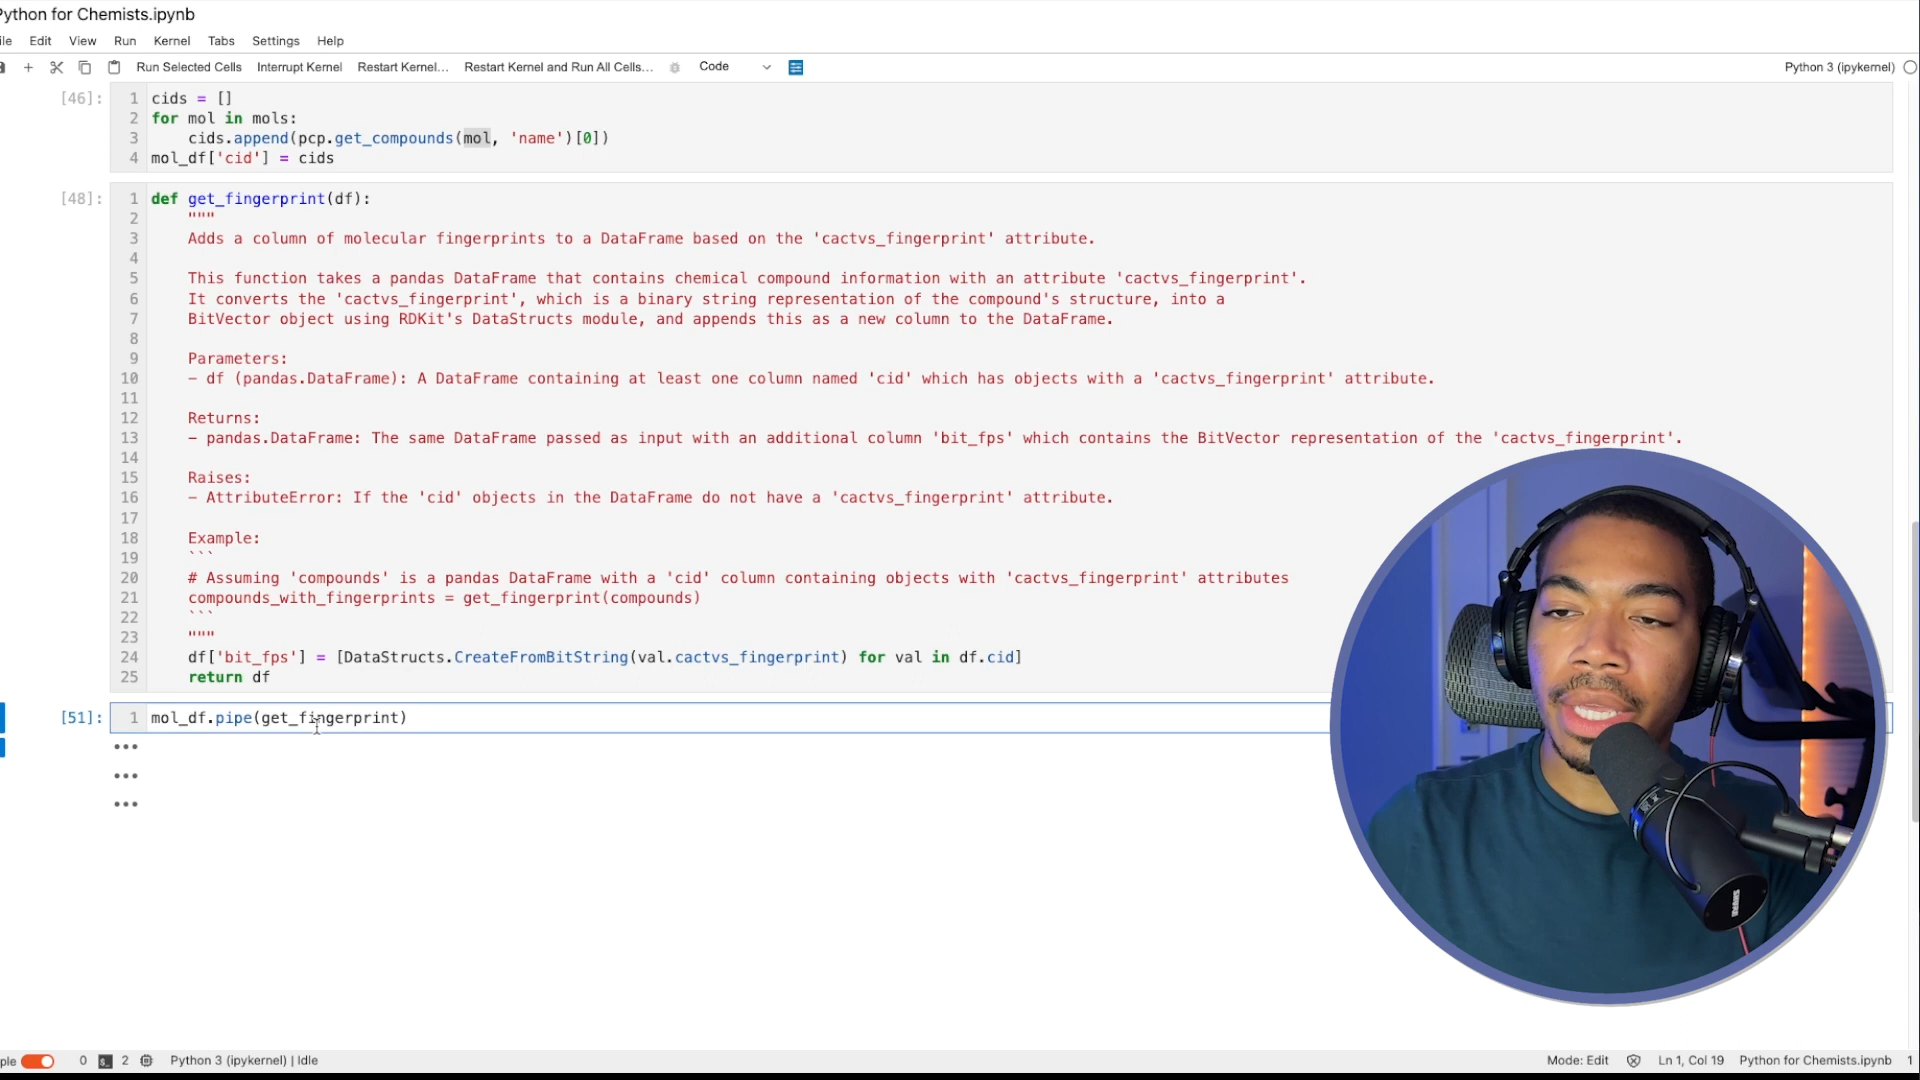 Python for Chemists.ipynb
ile Edit View Run Kernel Tabs Settings Help
Run Selected Cells Interrupt Kernel Restart Kernel… Restart Kernel and Run All Cells… Code Python 3 (ipykernel)
[46]: 1 cids = []
2 for mol in mols:
3     cids.append(pcp.get_compounds(mol, 'name')[0])
4 mol_df['cid'] = cids
[48]: 1 def get_fingerprint(df):
2     """
3     Adds a column of molecular fingerprints to a DataFrame based on the 'cactvs_fingerprint' attribute.
4
5     This function takes a pandas DataFrame that contains chemical compound information with an attribute 'cactvs_fingerprint'.
6     It converts the 'cactvs_fingerprint', which is a binary string representation of the compound's structure, into a
7     BitVector object using RDKit's DataStructs module, and appends this as a new column to the DataFrame.
8
9     Parameters:
10     - df (pandas.DataFrame): A DataFrame containing at least one column named 'cid' which has objects with a 'cactvs_fingerprint' attribute.
11
12     Returns:
13     - pandas.DataFrame: The same DataFrame passed as input with an additional column 'bit_fps' which contains the BitVector representation of the 'cactvs_fingerprint'.
14
15     Raises:
16     - AttributeError: If the 'cid' objects in the DataFrame do not have a 'cactvs_fingerprint' attribute.
17
18     Example:
19     ```
20     # Assuming 'compounds' is a pandas DataFrame with a 'cid' column containing objects with 'cactvs_fingerprint' attributes
21     compounds_with_fingerprints = get_fingerprint(compounds)
22     ```
23     """
24     df['bit_fps'] = [DataStructs.CreateFromBitString(val.cactvs_fingerprint) for val in df.cid]
25     return df
[51]: 1 mol_df.pipe(get_fingerprint)
•••
•••
•••
SHURE
ple 0 2 Python 3 (ipykernel) | Idle Mode: Edit Ln 1, Col 19 Python for Chemists.ipynb 1